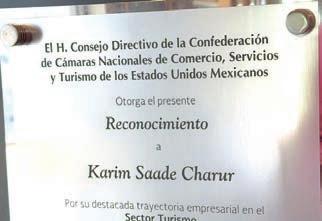 El H. Consejo Directivo de la Confederación
de Cámaras Nacionales de Comercio, Servicios
y Turismo de los Estados Unidos Mexicanos
Otorga el presente
Reconocimiento
a
Karim Saade Charur
Por su destacada trayectoria empresarial en el
Sector Turismo